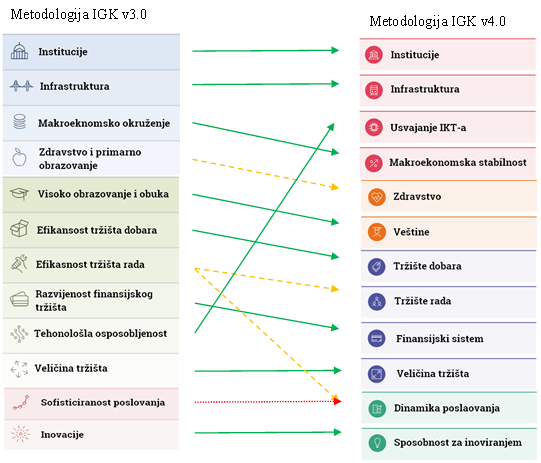 Metodologija IGK v3.0
Institucije
Infrastruktura
Makroeknomsko okruženje
Zdravstvo i primarno
obrazovanje
Visoko obrazovanje i obuka
Efikansost tržišta dobara
Efikasnost tržišta rada
Razvijenost finansijskog
tržišta
Tehonološla osposobljenost
Veličina tržišta
Sofisticiranost poslovanja
Inovacije
Metodologija IGK v4.0
Institucije
Infrastruktura
Usvajanje IKT-a
Makroekonomska stabilnost
Zdravstvo
Veštine
Tržište dobara
Tržište rada
Finansijski sistem
Veličina tržišta
Dinamika poslaovanja
Sposobnost za inoviranjem